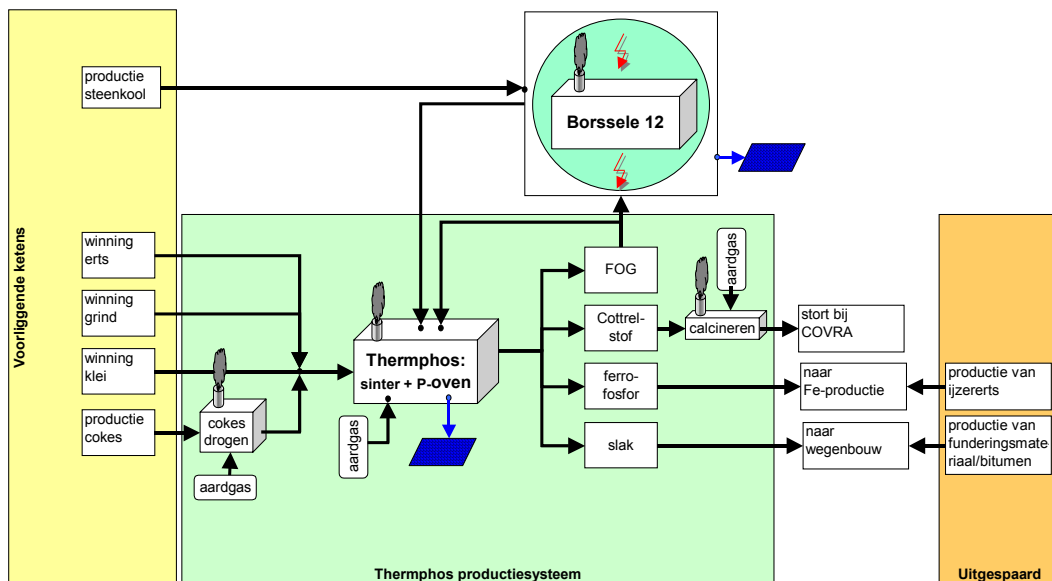 productie
steenkool
Borssele 12
Voorliggende ketens
winning
erts
winning
grind
winning
klei
productie
cokes
cokes
drogen
aardgas
Thermphos:
sinter + P-oven
aardgas
FOG
Cottrel-
stof
ferro-
fosfor
slak
aardgas
calcineren
stort bij
COVRA
naar
Fe-productie
naar
wegenbouw
productie van
ijzererts
productie van
funderingsmate-
riaal/bitumen
Thermphos productiesysteem
Uitgespaard